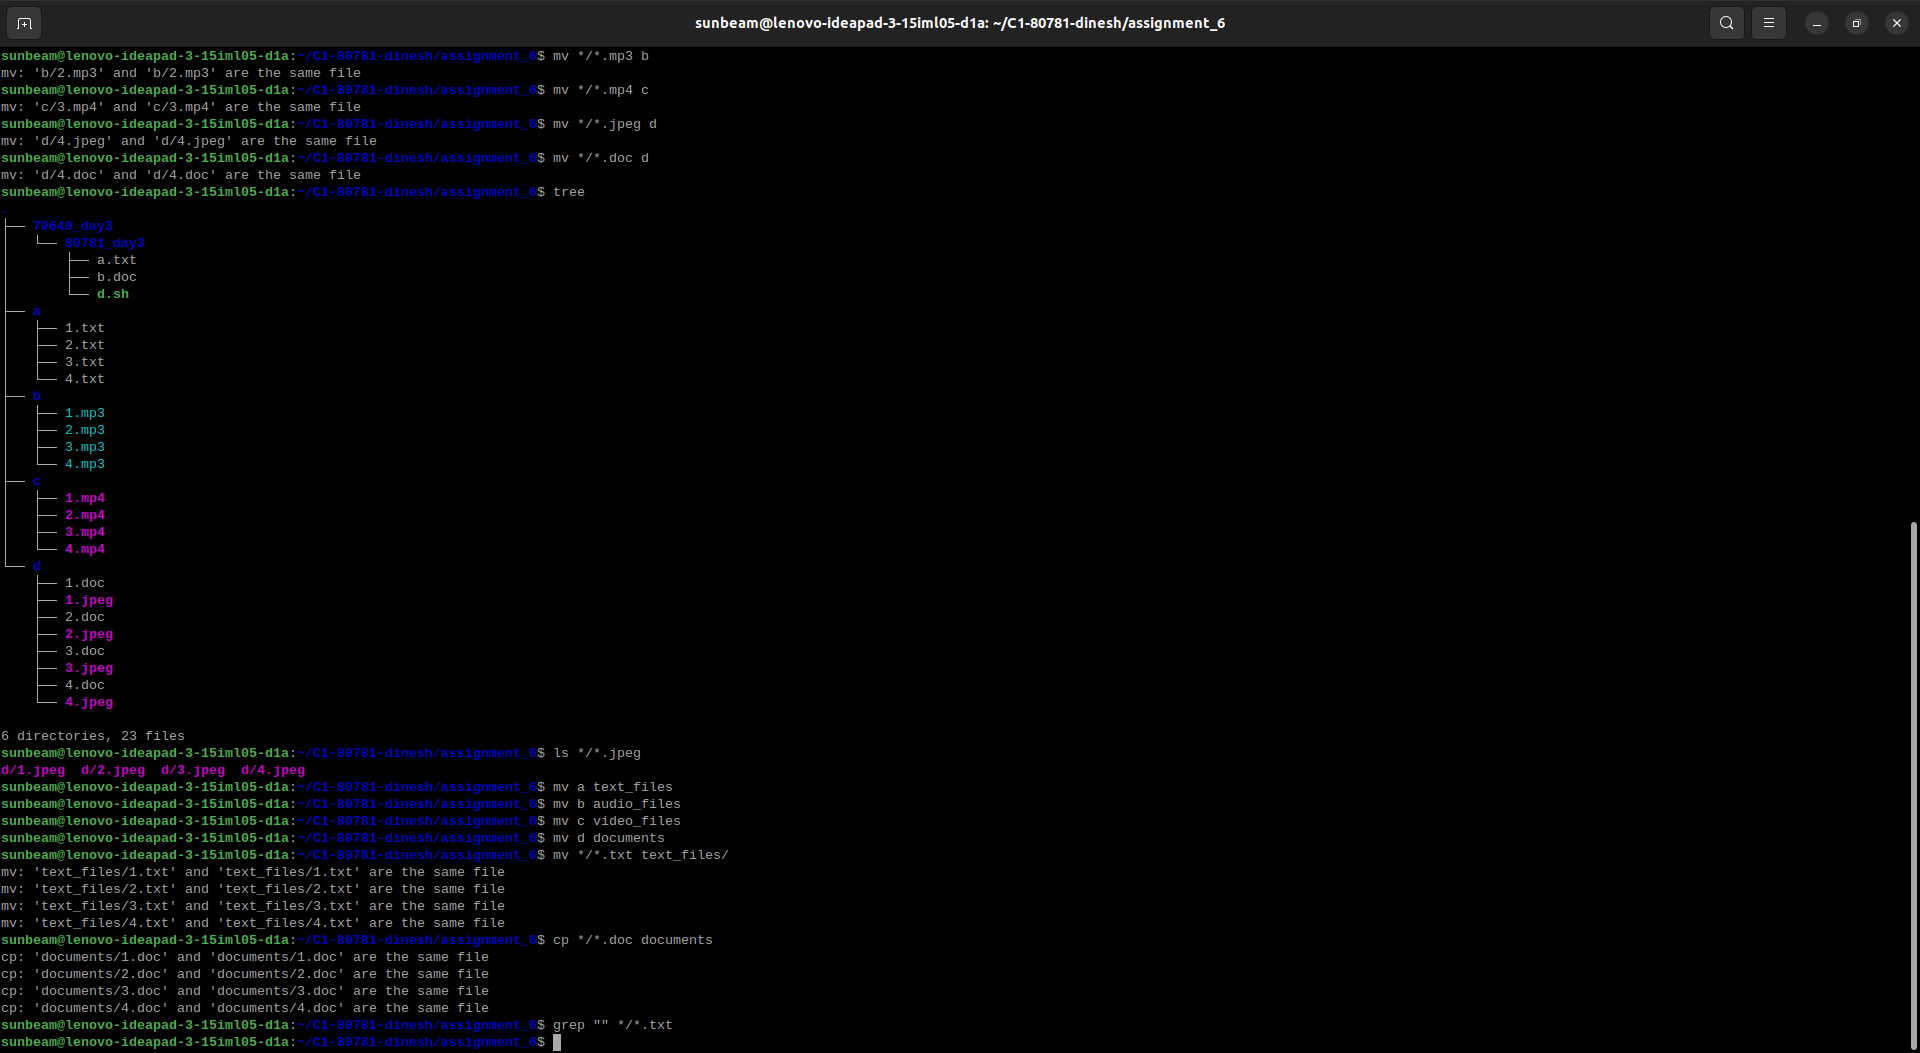 sunbeam@lenovo-ideapad-3-15iml05-d1a: ~/C1-80781-dinesh/assignment_6
sunbeam@lenovo-ideapad-3-15iml05-d1a:~/C1-80781-dinesh/assignment_6$ mv */*.mp3 b
mv: 'b/2.mp3' and 'b/2.mp3' are the same file
sunbeam@lenovo-ideapad-3-15iml05-d1a:~/C1-80781-dinesh/assignment_6$ mv */*.mp4 c
mv: 'c/3.mp4' and 'c/3.mp4' are the same file
sunbeam@lenovo-ideapad-3-15iml05-d1a:~/C1-80781-dinesh/assignment_6$ mv */*.jpeg d
mv: 'd/4.jpeg' and 'd/4.jpeg' are the same file
sunbeam@lenovo-ideapad-3-15iml05-d1a:~/C1-80781-dinesh/assignment_6$ mv */*.doc d
mv: 'd/4.doc' and 'd/4.doc' are the same file
sunbeam@lenovo-ideapad-3-15iml05-d1a:~/C1-80781-dinesh/assignment_6$ tree
.
├── 70640_day3
│   └── 80781_day3
│       ├── a.txt
│       ├── b.doc
│       └── d.sh
├── a
│   ├── 1.txt
│   ├── 2.txt
│   ├── 3.txt
│   └── 4.txt
├── b
│   ├── 1.mp3
│   ├── 2.mp3
│   ├── 3.mp3
│   └── 4.mp3
├── c
│   ├── 1.mp4
│   ├── 2.mp4
│   ├── 3.mp4
│   └── 4.mp4
└── d
    ├── 1.doc
    ├── 1.jpeg
    ├── 2.doc
    ├── 2.jpeg
    ├── 3.doc
    ├── 3.jpeg
    ├── 4.doc
    └── 4.jpeg
6 directories, 23 files
sunbeam@lenovo-ideapad-3-15iml05-d1a:~/C1-80781-dinesh/assignment_6$ ls */*.jpeg
d/1.jpeg  d/2.jpeg  d/3.jpeg  d/4.jpeg
sunbeam@lenovo-ideapad-3-15iml05-d1a:~/C1-80781-dinesh/assignment_6$ mv a text_files
sunbeam@lenovo-ideapad-3-15iml05-d1a:~/C1-80781-dinesh/assignment_6$ mv b audio_files
sunbeam@lenovo-ideapad-3-15iml05-d1a:~/C1-80781-dinesh/assignment_6$ mv c video_files
sunbeam@lenovo-ideapad-3-15iml05-d1a:~/C1-80781-dinesh/assignment_6$ mv d documents
sunbeam@lenovo-ideapad-3-15iml05-d1a:~/C1-80781-dinesh/assignment_6$ mv */*.txt text_files/
mv: 'text_files/1.txt' and 'text_files/1.txt' are the same file
mv: 'text_files/2.txt' and 'text_files/2.txt' are the same file
mv: 'text_files/3.txt' and 'text_files/3.txt' are the same file
mv: 'text_files/4.txt' and 'text_files/4.txt' are the same file
sunbeam@lenovo-ideapad-3-15iml05-d1a:~/C1-80781-dinesh/assignment_6$ cp */*.doc documents
cp: 'documents/1.doc' and 'documents/1.doc' are the same file
cp: 'documents/2.doc' and 'documents/2.doc' are the same file
cp: 'documents/3.doc' and 'documents/3.doc' are the same file
cp: 'documents/4.doc' and 'documents/4.doc' are the same file
sunbeam@lenovo-ideapad-3-15iml05-d1a:~/C1-80781-dinesh/assignment_6$ grep "" */*.txt
sunbeam@lenovo-ideapad-3-15iml05-d1a:~/C1-80781-dinesh/assignment_6$